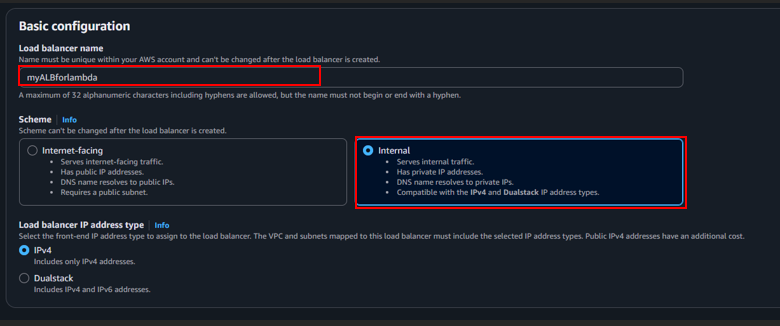 Basic configuration
Load balancer name
Name must be unique within your AWS account and can't be changed after the load balancer is created.
myALBforlambda
A maximum of 32 alphanumeric characters including hyphens are allowed, but the name must not begin or end with a hyphen.
Scheme | Info
Scheme can't be changed after the load balancer is created.
Internet-facing
• Serves internet-facing traffic.
• Has public IP addresses.
• DNS name resolves to public IPs.
• Requires a public subnet.
Internal
• Serves internal traffic.
• Has private IP addresses.
• DNS name resolves to private IPs.
• Compatible with the IPv4 and Dualstack IP address types.
Load balancer IP address type | Info
Select the front-end IP address type to assign to the load balancer. The VPC and subnets mapped to this load balancer must include the selected IP address types. Public IPv4 addresses have an additional cost.
IPv4
Includes only IPv4 addresses.
Dualstack
Includes IPv4 and IPv6 addresses.